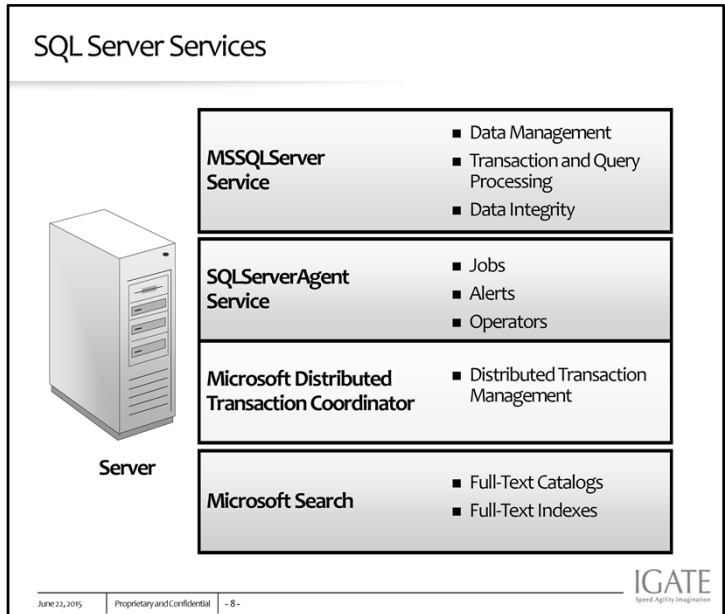 SQL Server Services
MSSQLServer
Service
■ Data Management
■ Transaction and Query
Processing
■ Data Integrity
SQLServerAgent
Service
■ Jobs
■ Alerts
■ Operators
Microsoft Distributed
Transaction Coordinator
■ Distributed Transaction
Management
Server
Microsoft Search
■ Full-Text Catalogs
■ Full-Text Indexes
June 22, 2015
Proprietary and Confidential
- 8 -
IGATE
Speed.Agility.Imagination